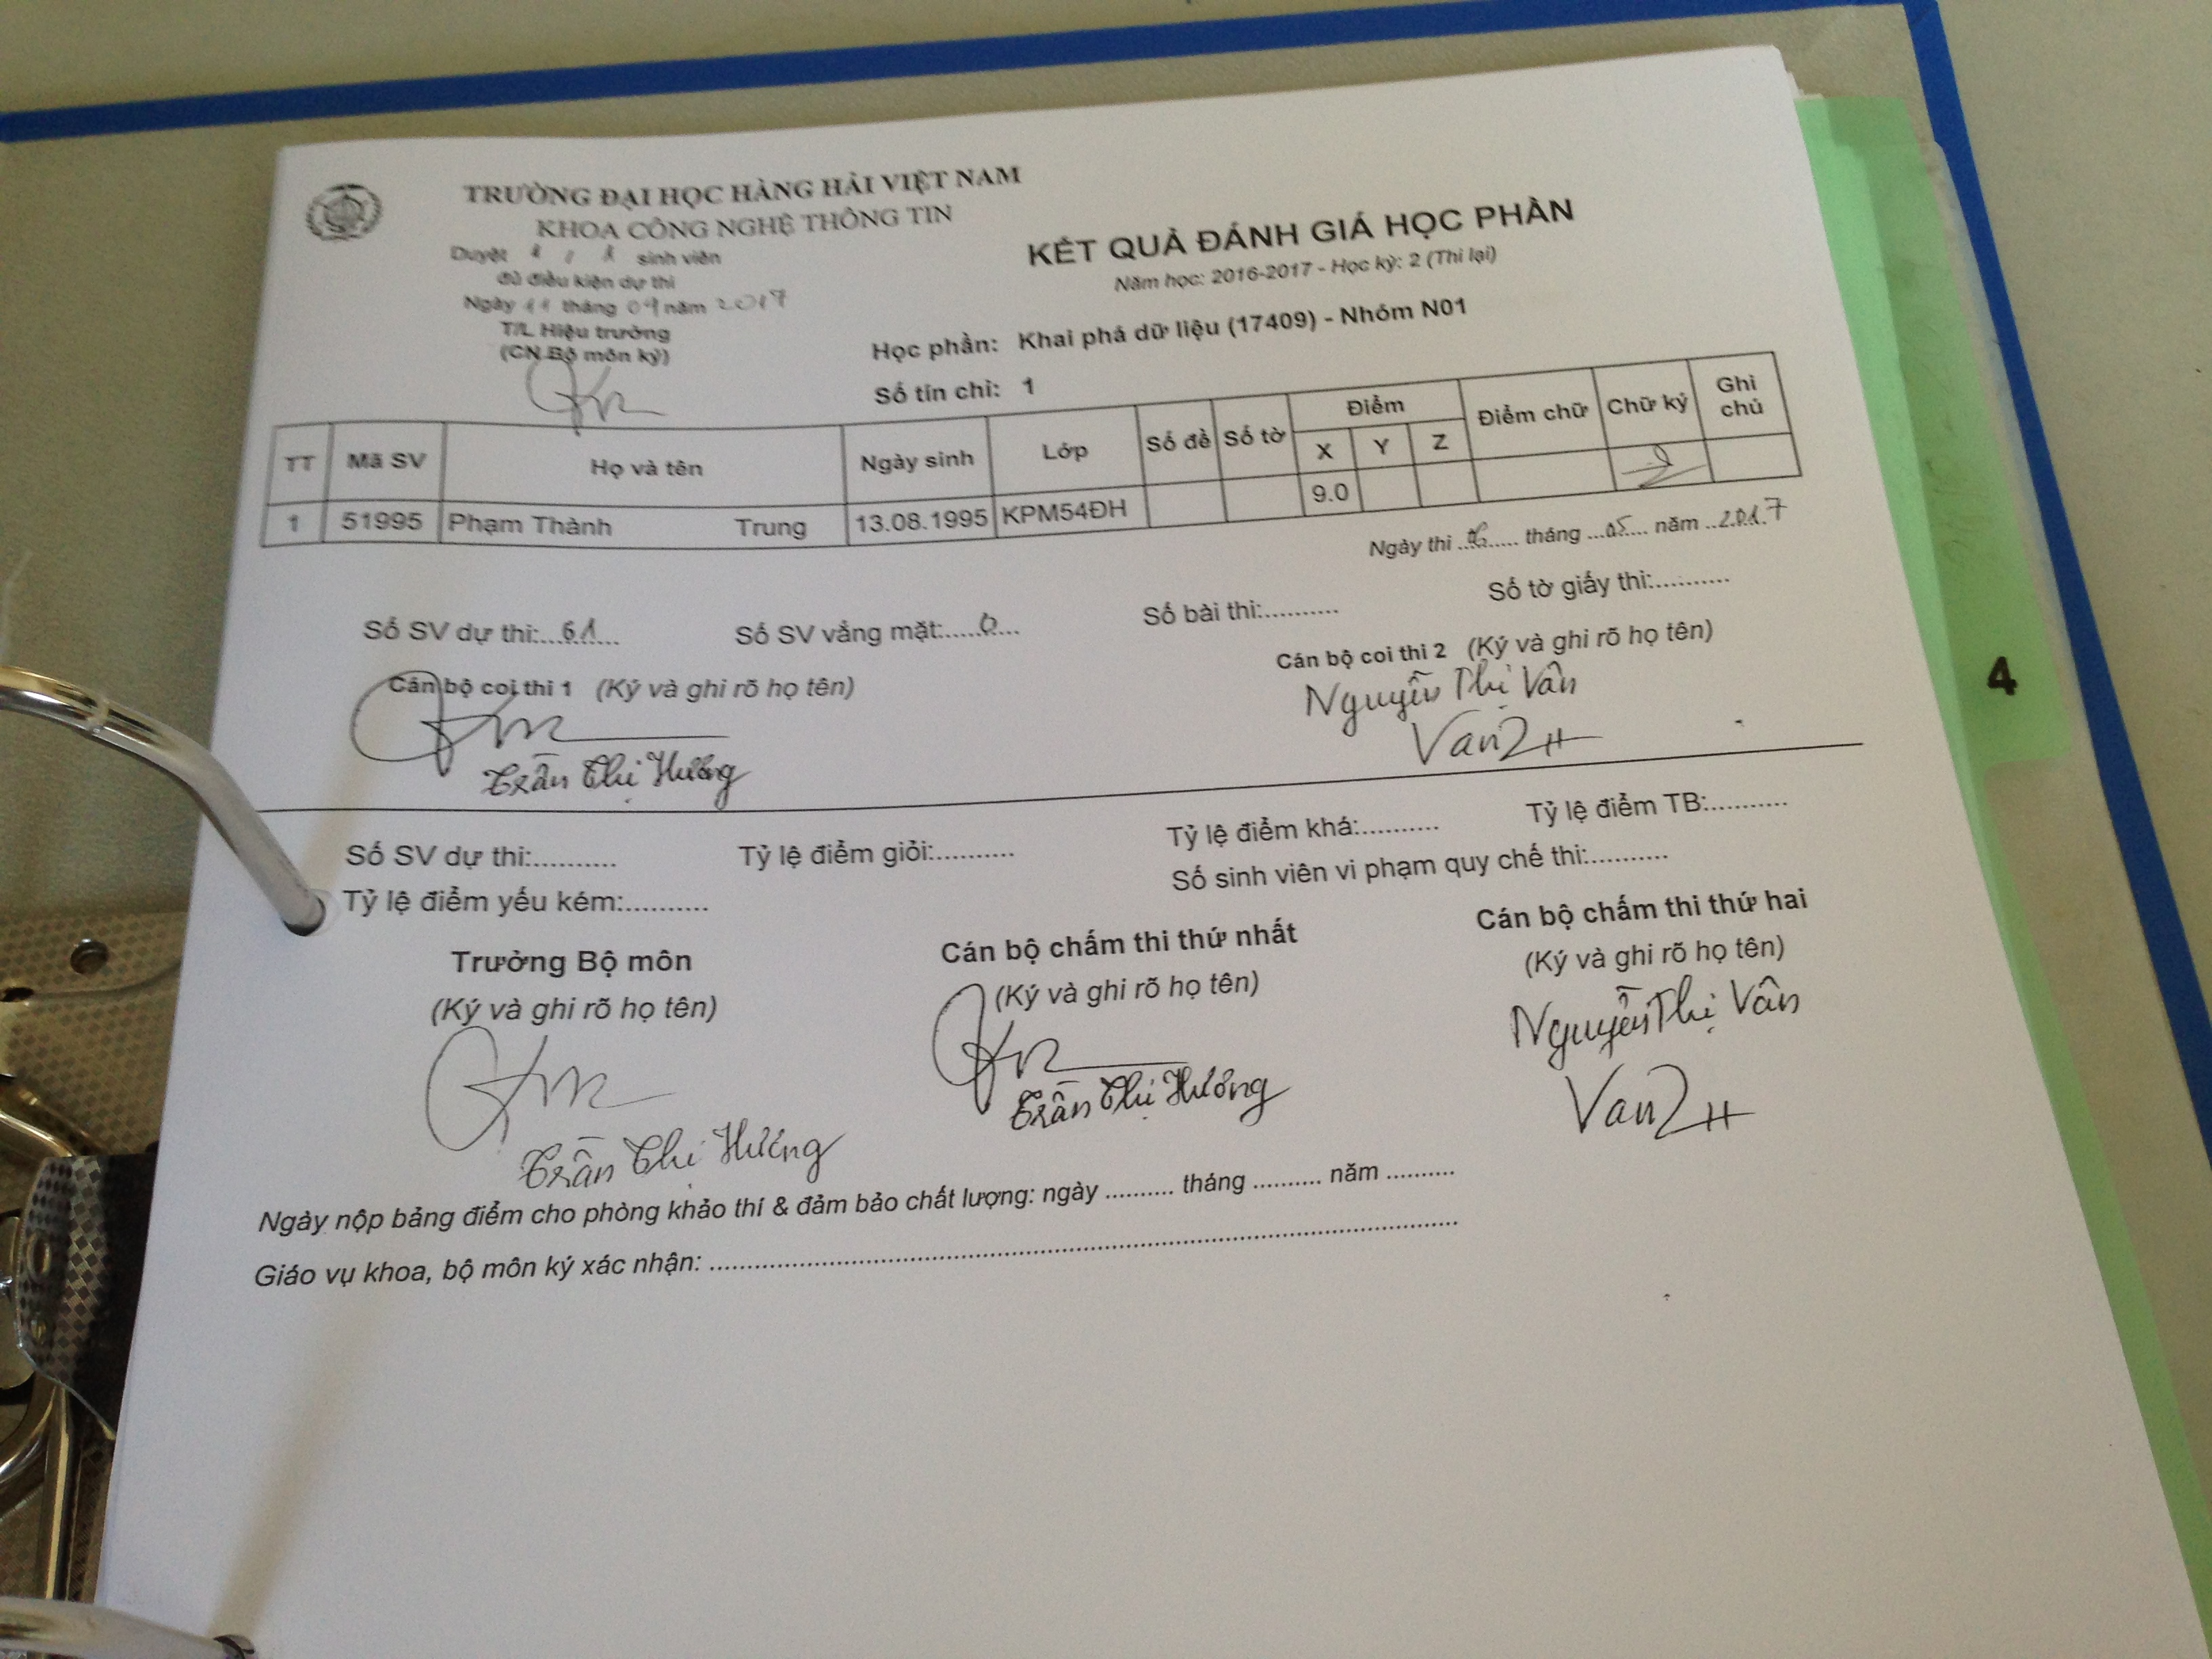 TRƯỜNG ĐẠI HỌC HÀNG HẢI VIỆT NAM
KHOA CÔNG NGHỆ THÔNG TIN
Duyệt 1 / 1 sinh viên
đủ điều kiện dự thi
Ngày 11 tháng 04 năm 2017
T/L Hiệu trưởng
(CN Bộ môn ký)
KẾT QUẢ ĐÁNH GIÁ HỌC PHẦN
Năm học: 2016-2017 - Học kỳ: 2 (Thi lại)
Học phần: Khai phá dữ liệu (17409) - Nhóm N01
Số tín chỉ: 1
TT Mã SV Họ và tên Ngày sinh Lớp Số đề Số tờ Điểm Điểm chữ Chữ ký Ghi chú
X Y Z
1 51995 Phạm Thành Trung 13.08.1995 KPM54ĐH 9.0
Ngày thi ........ tháng ...05.... năm ..2017
Số SV dự thi:...01...... Số SV vắng mặt:.....0.... Số bài thi:.......... Số tờ giấy thi:..........
Cán bộ coi thi 1 (Ký và ghi rõ họ tên) Cán bộ coi thi 2 (Ký và ghi rõ họ tên)
Trần Thị Hương Nguyễn Thị Vân
Số SV dự thi:.......... Tỷ lệ điểm giỏi:.......... Tỷ lệ điểm khá:.......... Tỷ lệ điểm TB:..........
Tỷ lệ điểm yếu kém:.......... Số sinh viên vi phạm quy chế thi:..........
Trưởng Bộ môn Cán bộ chấm thi thứ nhất Cán bộ chấm thi thứ hai
(Ký và ghi rõ họ tên) (Ký và ghi rõ họ tên) (Ký và ghi rõ họ tên)
Trần Thị Hương Trần Thị Hương Nguyễn Thị Vân
Ngày nộp bảng điểm cho phòng khảo thí & đảm bảo chất lượng: ngày .......... tháng .......... năm ..........
Giáo vụ khoa, bộ môn ký xác nhận: ..........
4